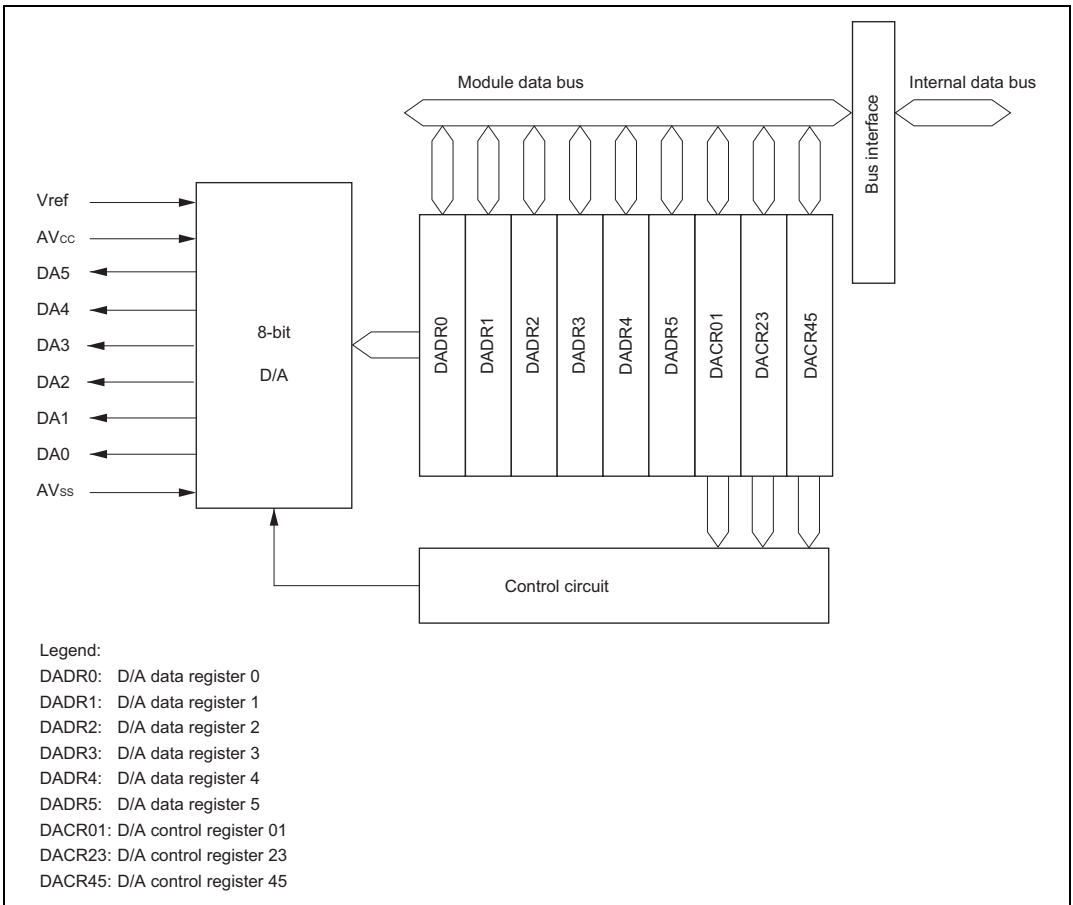 Module data bus
Internal data bus
Bus interface
Vref
AVCC
DA5
DA4
DA3
DA2
DA1
DA0
AVSS
8-bit
D/A
DADR0
DADR1
DADR2
DADR3
DADR4
DADR5
DACR01
DACR23
DACR45
Control circuit
Legend:
DADR0: D/A data register 0
DADR1: D/A data register 1
DADR2: D/A data register 2
DADR3: D/A data register 3
DADR4: D/A data register 4
DADR5: D/A data register 5
DACR01: D/A control register 01
DACR23: D/A control register 23
DACR45: D/A control register 45